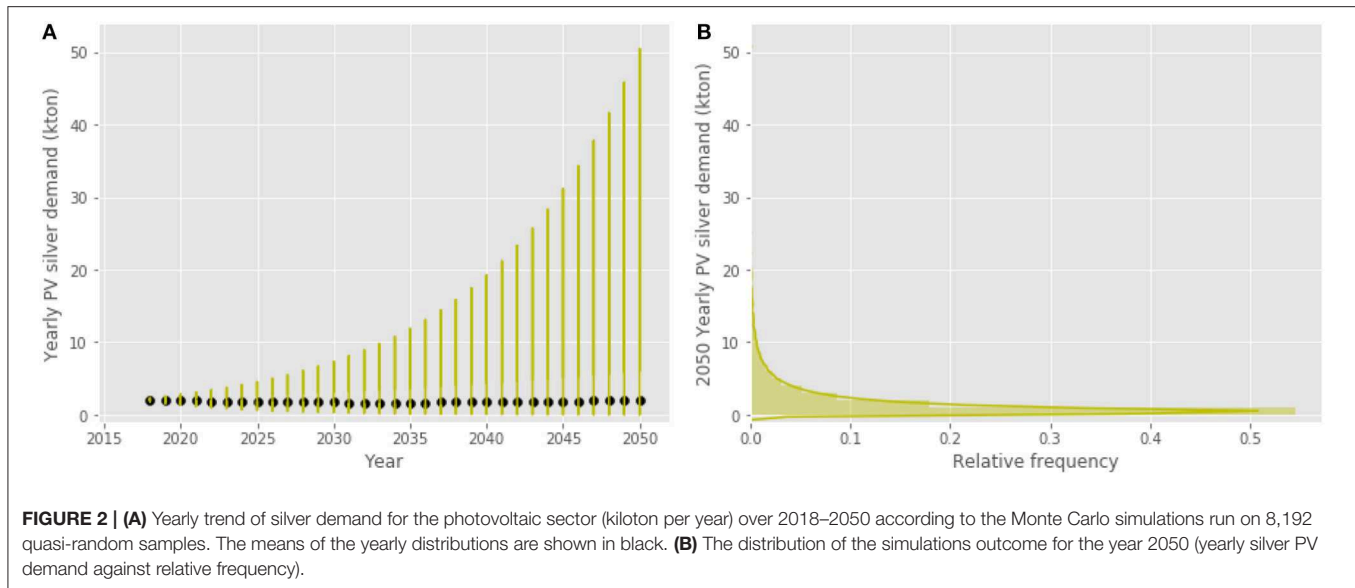 A
Yearly PV silver demand (kton)
50
40
30
20
10
0
2015 2020 2025 2030 2035 2040 2045 2050
Year
B
2050 Yearly PV silver demand (kton)
50
40
30
20
10
0
0.0 0.1 0.2 0.3 0.4 0.5
Relative frequency
FIGURE 2 | (A) Yearly trend of silver demand for the photovoltaic sector (kiloton per year) over 2018–2050 according to the Monte Carlo simulations run on 8,192
quasi-random samples. The means of the yearly distributions are shown in black. (B) The distribution of the simulations outcome for the year 2050 (yearly silver PV
demand against relative frequency).